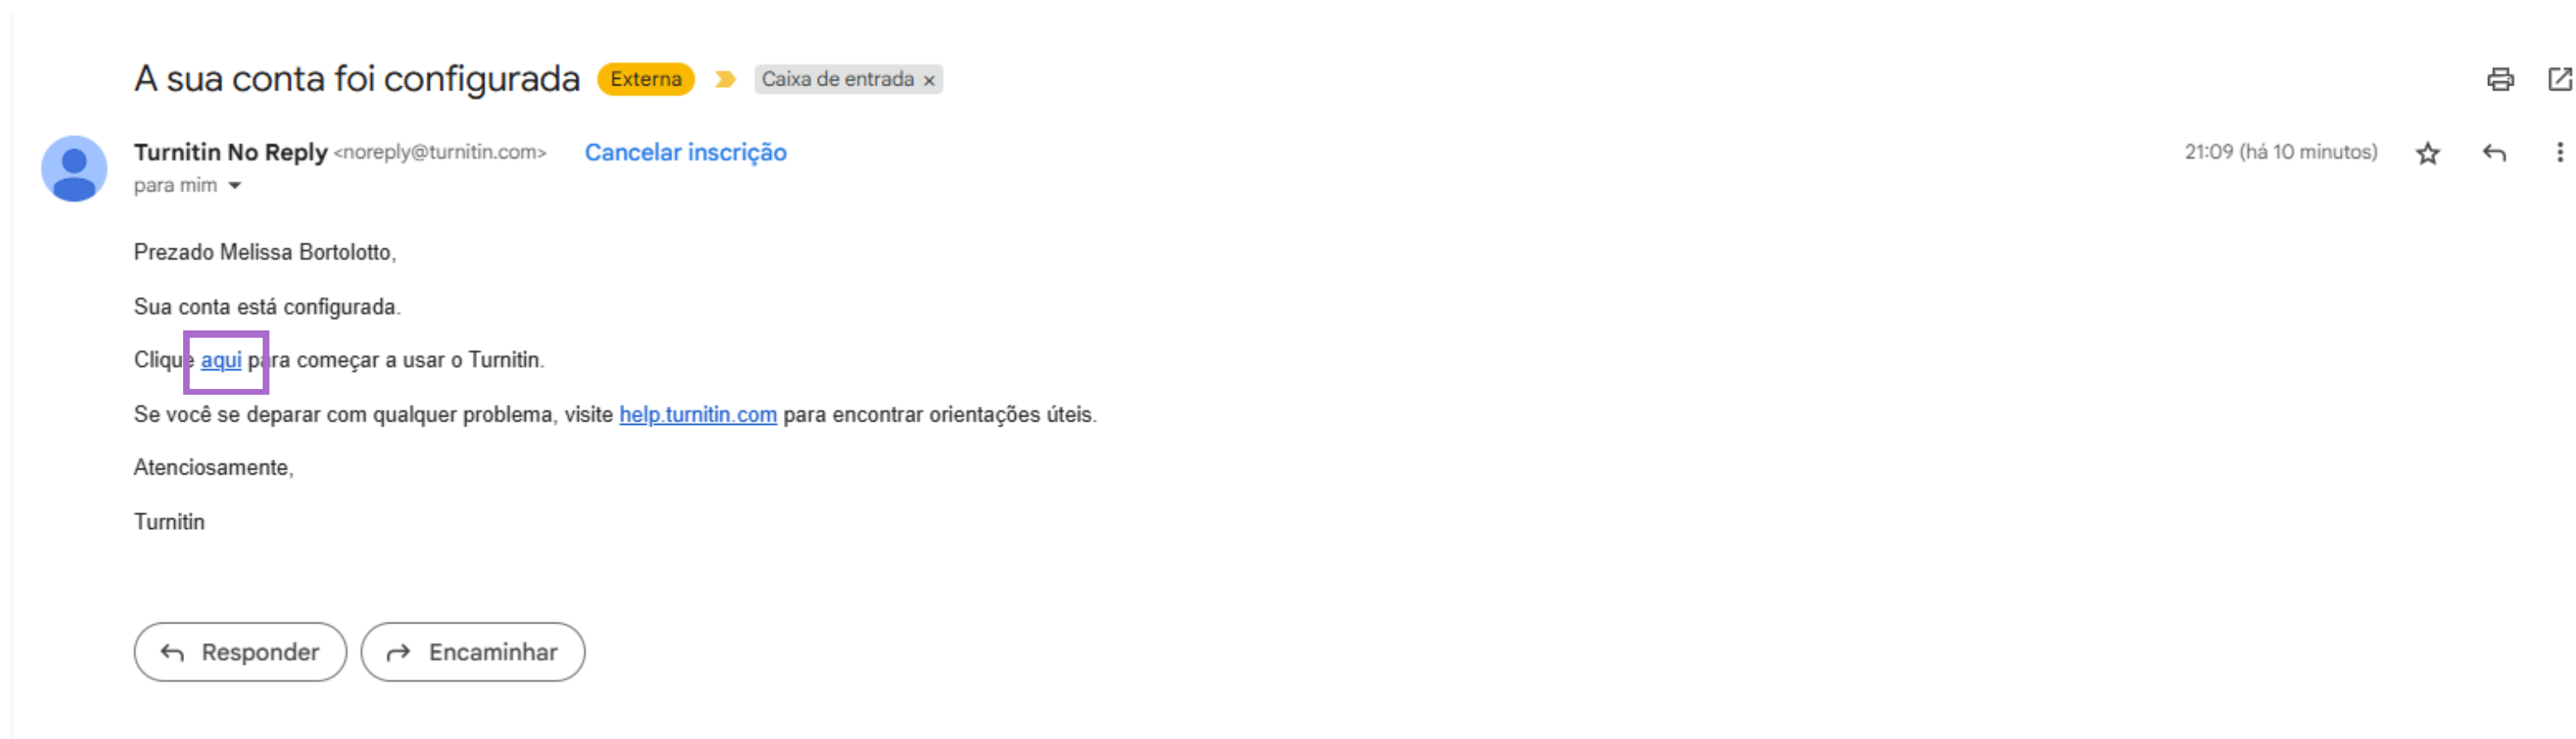 A sua conta foi configurada Externa Caixa de entrada ×
Turnitin No Reply <noreply@turnitin.com> Cancelar inscrição 21:09 (há 10 minutos)
para mim
Prezado Melissa Bortolotto,
Sua conta está configurada.
Clique aqui para começar a usar o Turnitin.
Se você se deparar com qualquer problema, visite help.turnitin.com para encontrar orientações úteis.
Atenciosamente,
Turnitin
Responder Encaminhar